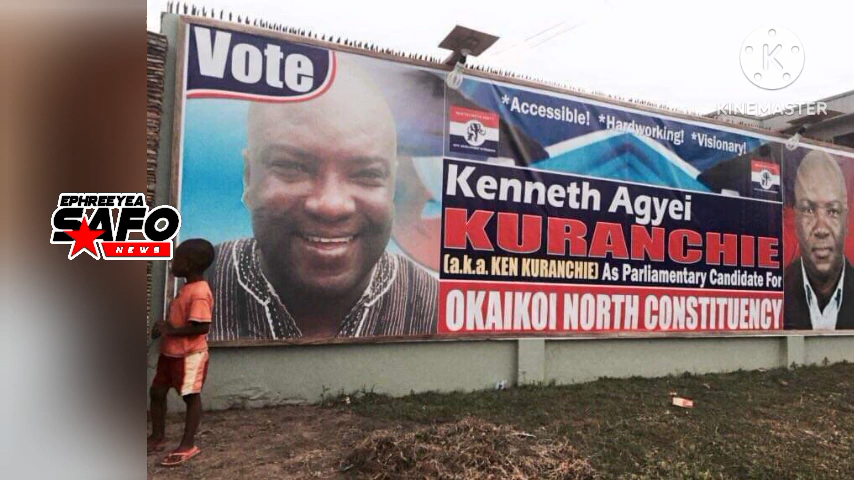 Vote
*Accessible! *Hardworking! *Visionary!
Kenneth Agyei
KURANCHIE
(a.k.a. KEN KURANCHIE) As Parliamentary Candidate For
OKAIKOI NORTH CONSTITUENCY
EPHREEYEA
SAFO
NEWS
K
KINEMASTER